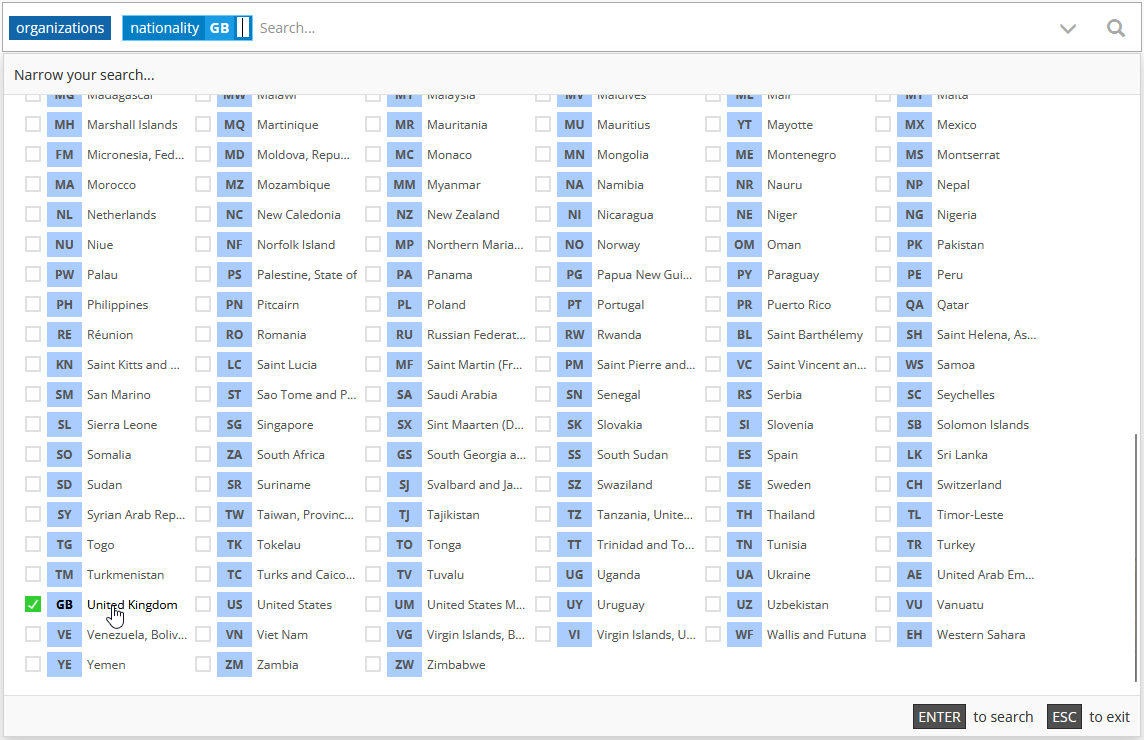 organizations nationality GB Search...
Narrow your search...
MG Madagascar MW Malawi MY Malaysia MV Maldives ML Mali MT Malta
MH Marshall Islands MQ Martinique MR Mauritania MU Mauritius YT Mayotte MX Mexico
FM Micronesia, Fed... MD Moldova, Repu... MC Monaco MN Mongolia ME Montenegro MS Montserrat
MA Morocco MZ Mozambique MM Myanmar NA Namibia NR Nauru NP Nepal
NL Netherlands NC New Caledonia NZ New Zealand NI Nicaragua NE Niger NG Nigeria
NU Niue NF Norfolk Island MP Northern Maria... NO Norway OM Oman PK Pakistan
PW Palau PS Palestine, State of PA Panama PG Papua New Gui... PY Paraguay PE Peru
PH Philippines PN Pitcairn PL Poland PT Portugal PR Puerto Rico QA Qatar
RE Réunion RO Romania RU Russian Federat... RW Rwanda BL Saint Barthélemy SH Saint Helena, As...
KN Saint Kitts and ... LC Saint Lucia MF Saint Martin (Fr... PM Saint Pierre and... VC Saint Vincent an... WS Samoa
SM San Marino ST Sao Tome and P... SA Saudi Arabia SN Senegal RS Serbia SC Seychelles
SL Sierra Leone SG Singapore SX Sint Maarten (D... SK Slovakia SI Slovenia SB Solomon Islands
SO Somalia ZA South Africa GS South Georgia a... SS South Sudan ES Spain LK Sri Lanka
SD Sudan SR Suriname SJ Svalbard and Ja... SZ Swaziland SE Sweden CH Switzerland
SY Syrian Arab Rep... TW Taiwan, Provinc... TJ Tajikistan TZ Tanzania, Unite... TH Thailand TL Timor-Leste
TG Togo TK Tokelau TO Tonga TT Trinidad and To... TN Tunisia TR Turkey
TM Turkmenistan TC Turks and Caico... TV Tuvalu UG Uganda UA Ukraine AE United Arab Em...
GB United Kingdom US United States UM United States M... UY Uruguay UZ Uzbekistan VU Vanuatu
VE Venezuela, Boliv... VN Viet Nam VG Virgin Islands, B... VI Virgin Islands, U... WF Wallis and Futuna EH Western Sahara
YE Yemen ZM Zambia ZW Zimbabwe
ENTER to search ESC to exit